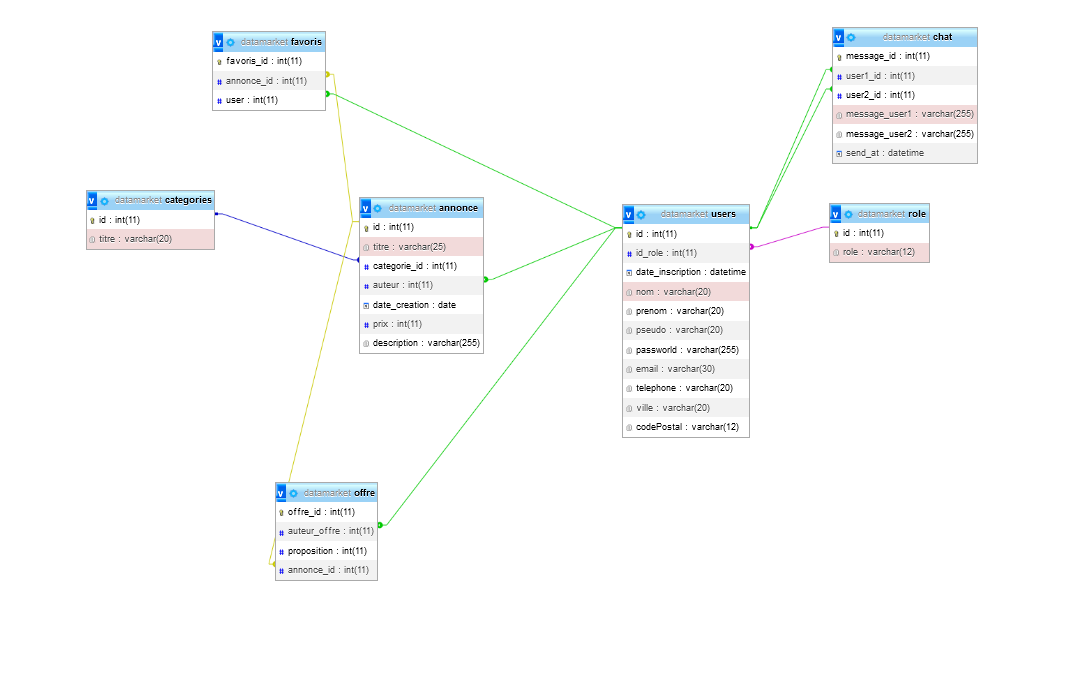 datamarket favoris
favoris_id : int(11)
annonce_id : int(11)
user : int(11)
datamarket chat
message_id : int(11)
user1_id : int(11)
user2_id : int(11)
message_user1 : varchar(255)
message_user2 : varchar(255)
send_at : datetime
datamarket categories
id : int(11)
titre : varchar(20)
datamarket annonce
id : int(11)
titre : varchar(25)
categorie_id : int(11)
auteur : int(11)
date_creation : date
prix : int(11)
description : varchar(255)
datamarket users
id : int(11)
id_role : int(11)
date_inscription : datetime
nom : varchar(20)
prenom : varchar(20)
pseudo : varchar(20)
passworld : varchar(255)
email : varchar(30)
telephone : varchar(20)
ville : varchar(20)
codePostal : varchar(12)
datamarket role
id : int(11)
role : varchar(12)
datamarket offre
offre_id : int(11)
auteur_offre : int(11)
proposition : int(11)
annonce_id : int(11)